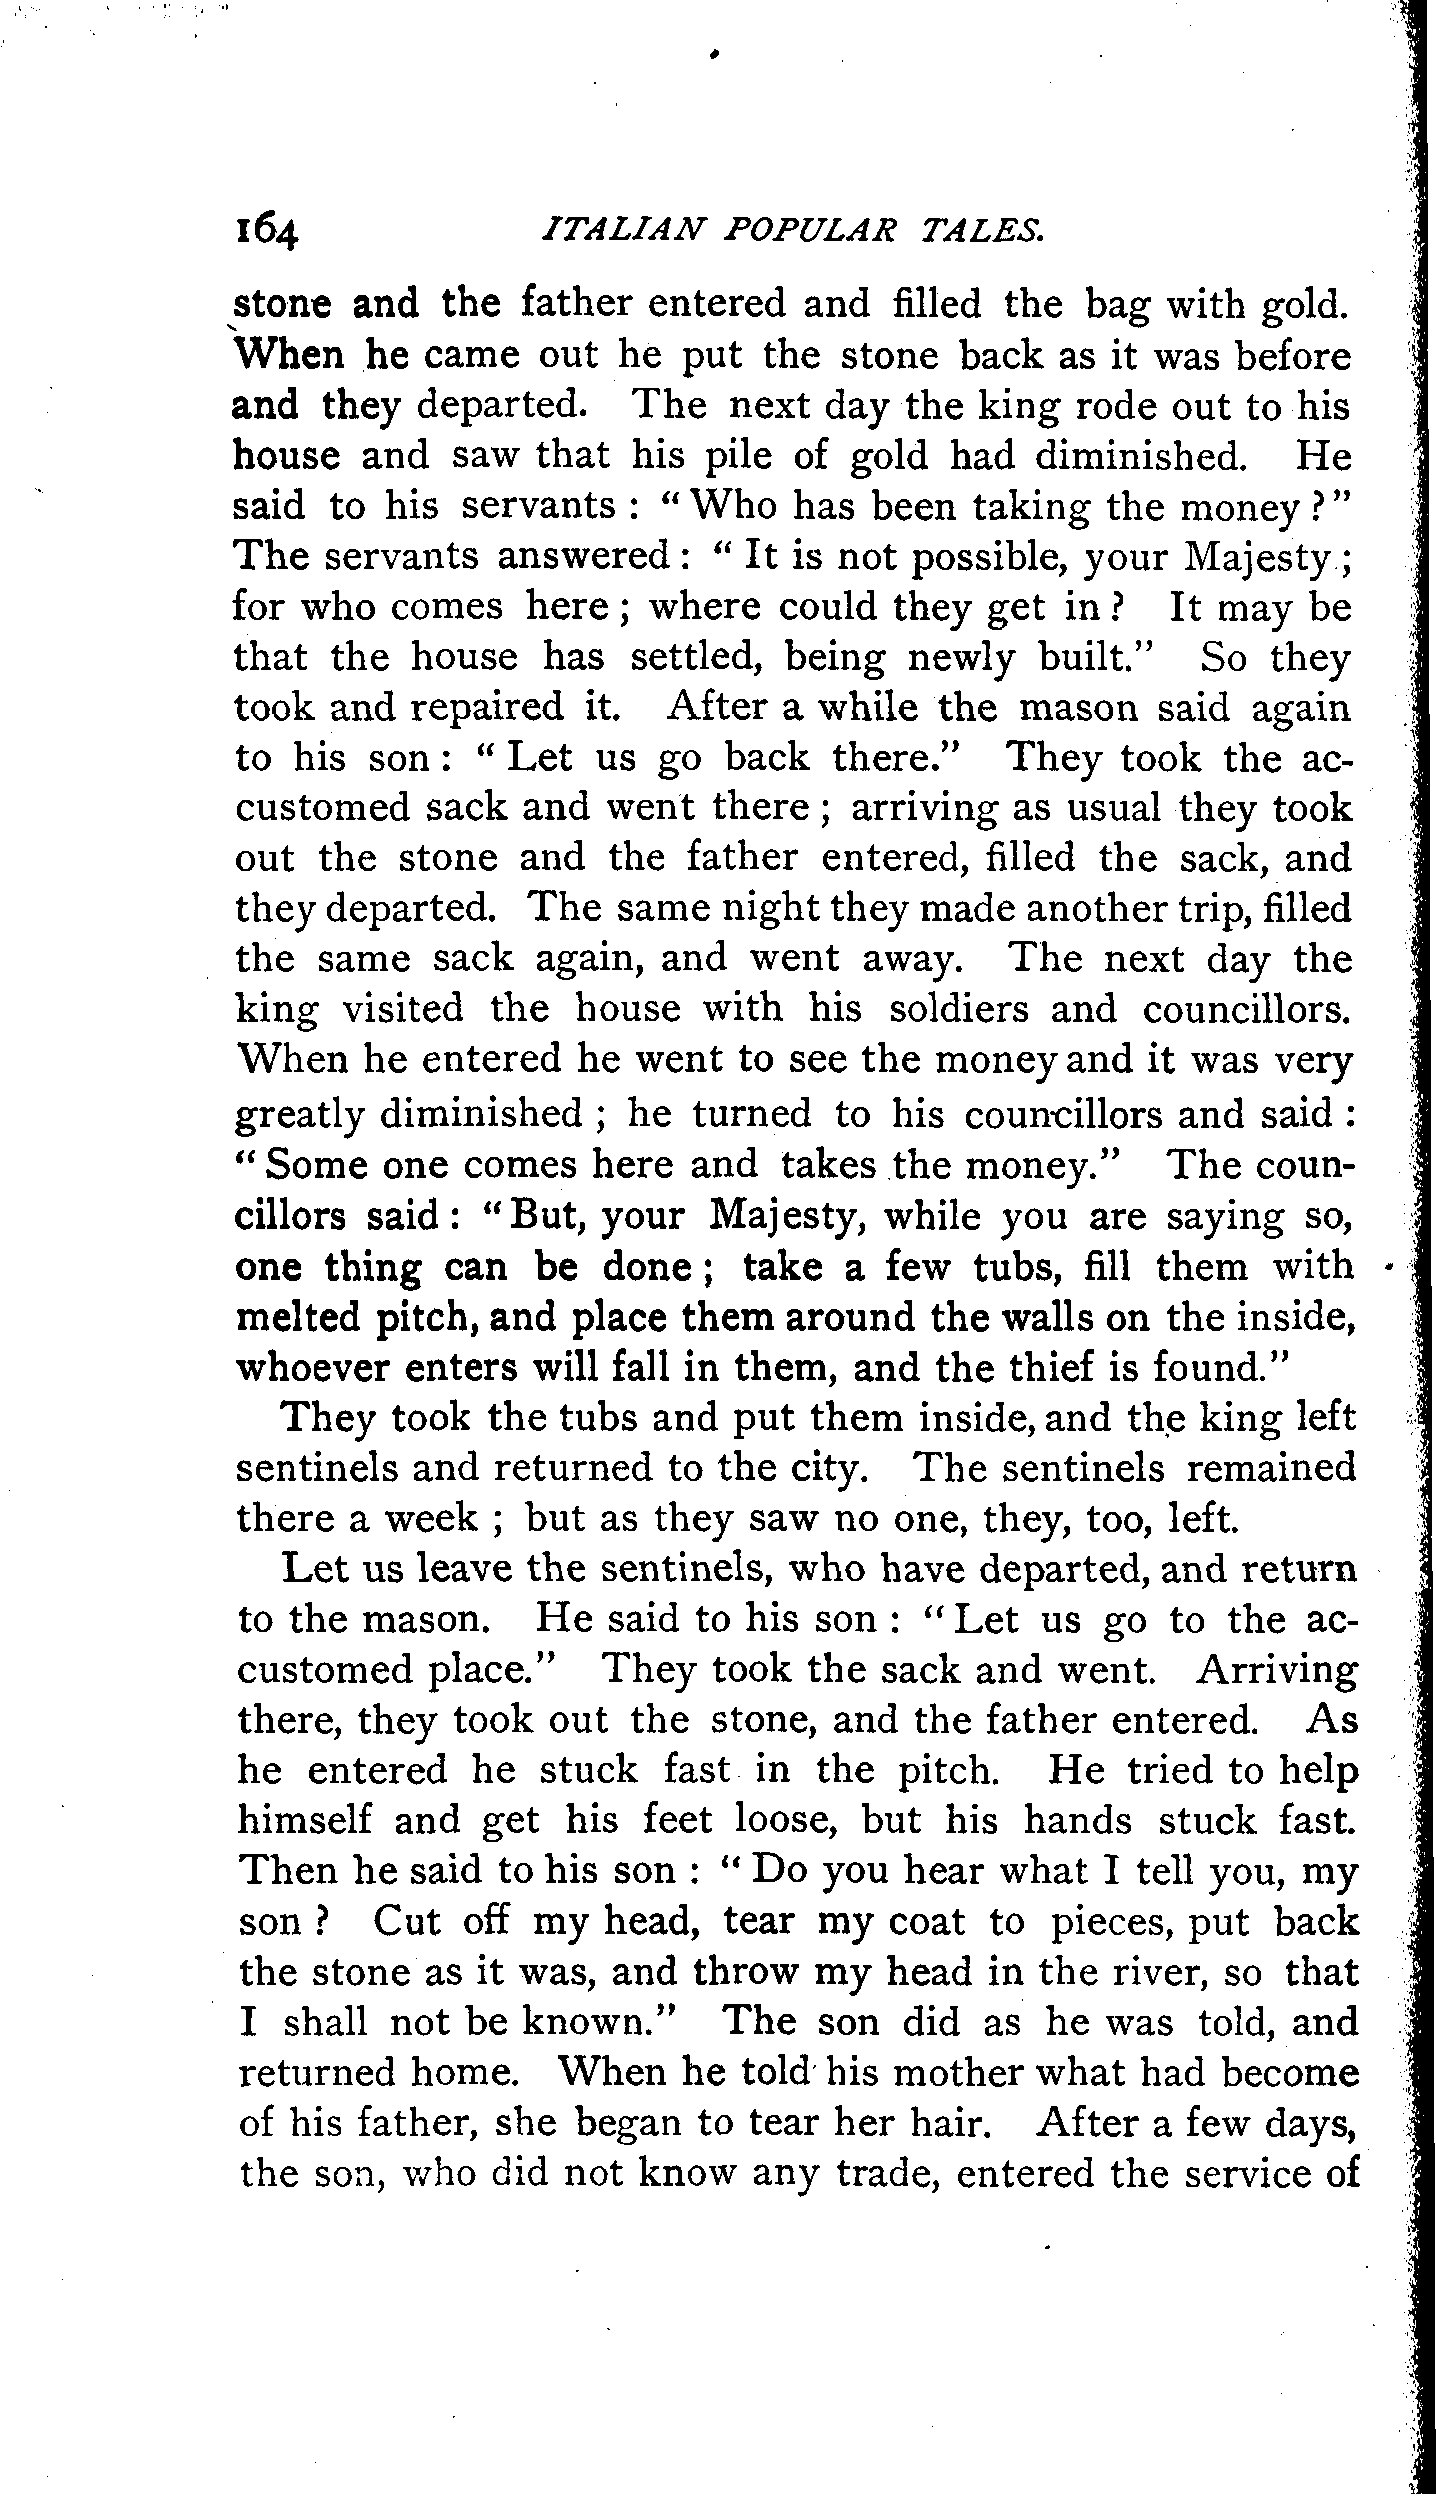 164 ITALIAN POPULAR TALES.
stone and the father entered and filled the bag with gold.
When he came out he put the stone back as it was before
and they departed. The next day the king rode out to his
house and saw that his pile of gold had diminished. He
said to his servants : “ Who has been taking the money ? ”
The servants answered : “ It is not possible, your Majesty ;
for who comes here ; where could they get in ? It may be
that the house has settled, being newly built.” So they
took and repaired it. After a while the mason said again
to his son : “ Let us go back there.” They took the ac-
customed sack and went there ; arriving as usual they took
out the stone and the father entered, filled the sack, and
they departed. The same night they made another trip, filled
the same sack again, and went away. The next day the
king visited the house with his soldiers and councillors.
When he entered he went to see the money and it was very
greatly diminished ; he turned to his councillors and said :
“ Some one comes here and takes the money.” The coun-
cillors said : “ But, your Majesty, while you are saying so,
one thing can be done ; take a few tubs, fill them with
melted pitch, and place them around the walls on the inside,
whoever enters will fall in them, and the thief is found.”
They took the tubs and put them inside, and the king left
sentinels and returned to the city. The sentinels remained
there a week ; but as they saw no one, they, too, left.
Let us leave the sentinels, who have departed, and return
to the mason. He said to his son : “ Let us go to the ac-
customed place.” They took the sack and went. Arriving
there, they took out the stone, and the father entered. As
he entered he stuck fast in the pitch. He tried to help
himself and get his feet loose, but his hands stuck fast.
Then he said to his son : “ Do you hear what I tell you, my
son ? Cut off my head, tear my coat to pieces, put back
the stone as it was, and throw my head in the river, so that
I shall not be known.” The son did as he was told, and
returned home. When he told his mother what had become
of his father, she began to tear her hair. After a few days,
the son, who did not know any trade, entered the service of